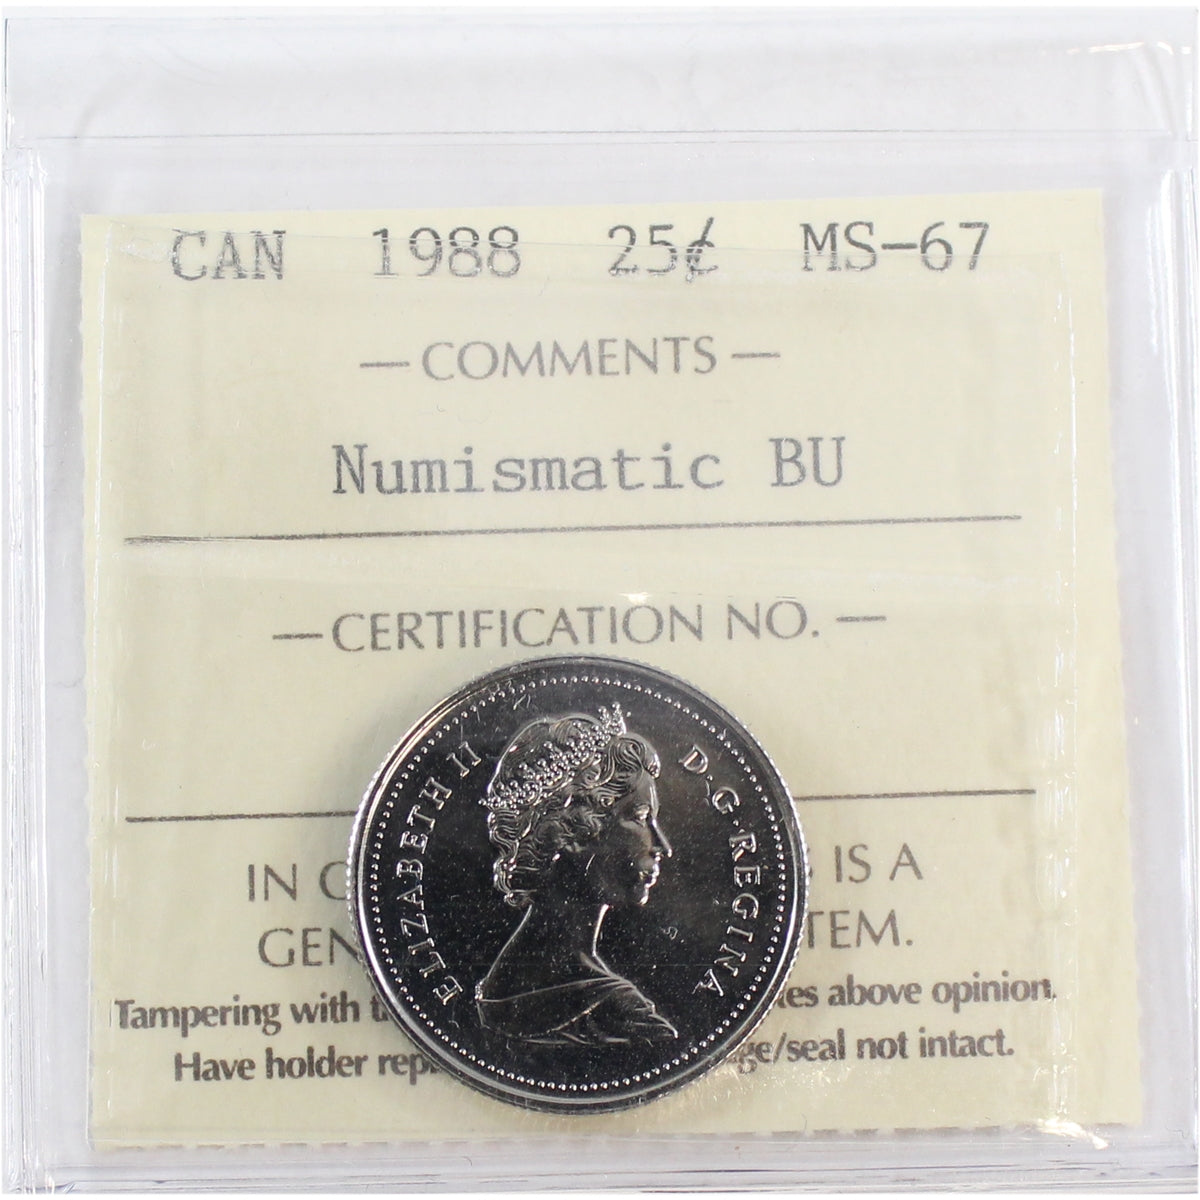 CAN 1988 25¢ MS-67
— COMMENTS —
Numismatic BU
— CERTIFICATION NO. —
IN IS A
GEN TEM.
Tampering with es above opinion.
Have holder rep ge/seal not intact.
ELIZABETH II D·G·REGINA